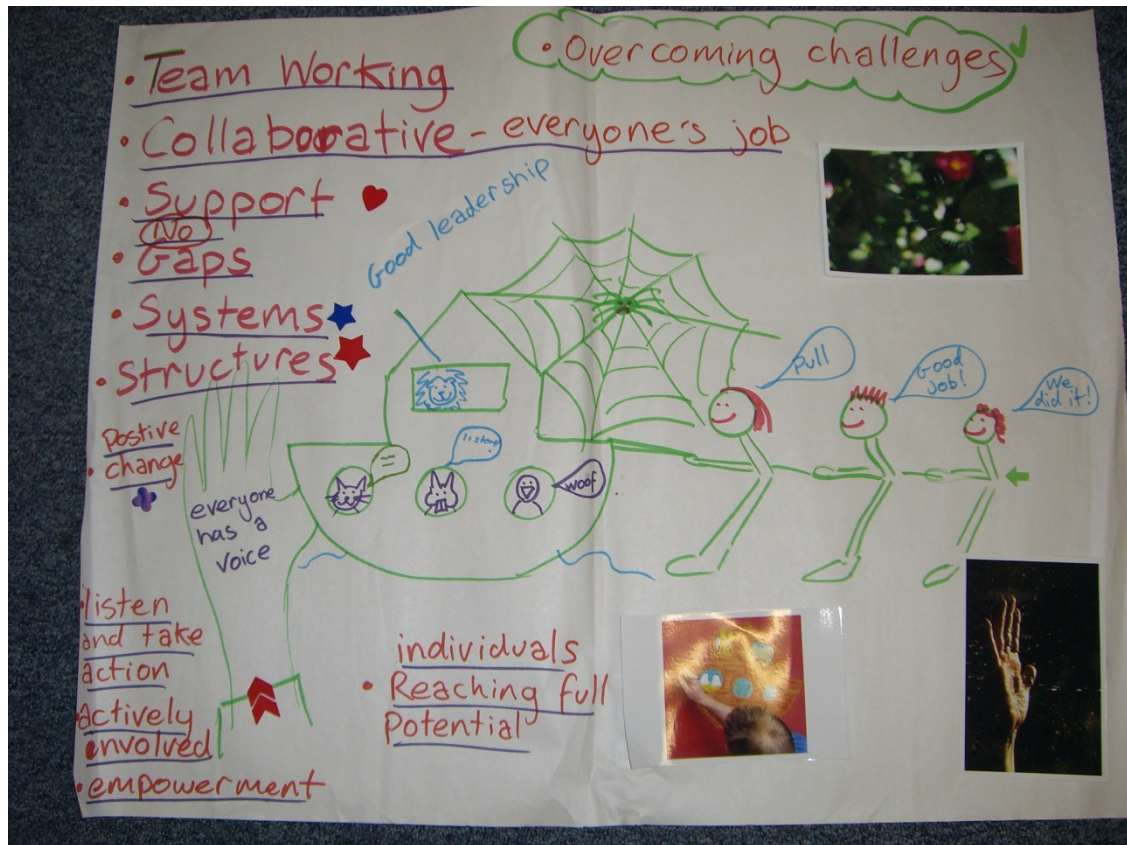 • Team Working
• Overcoming challenges
• Collaborative - everyone's job
• Support
No
• Gaps
• Systems
• Structures
Good leadership
Postive
• change
everyone
has a
voice
woof
pull
Good
job!
We
did it!
• listen
and take
action
• actively
involved
• empowerment
individuals
• Reaching full
Potential